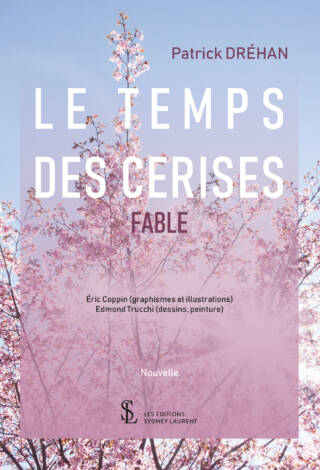 Patrick DRÉHAN
LE TEMPS
DES CERISES
FABLE
Éric Coppin (graphismes et illustrations)
Edmond Trucchi (dessins, peinture)
Nouvelle
SL
LES ÉDITIONS
SYDNEY LAURENT